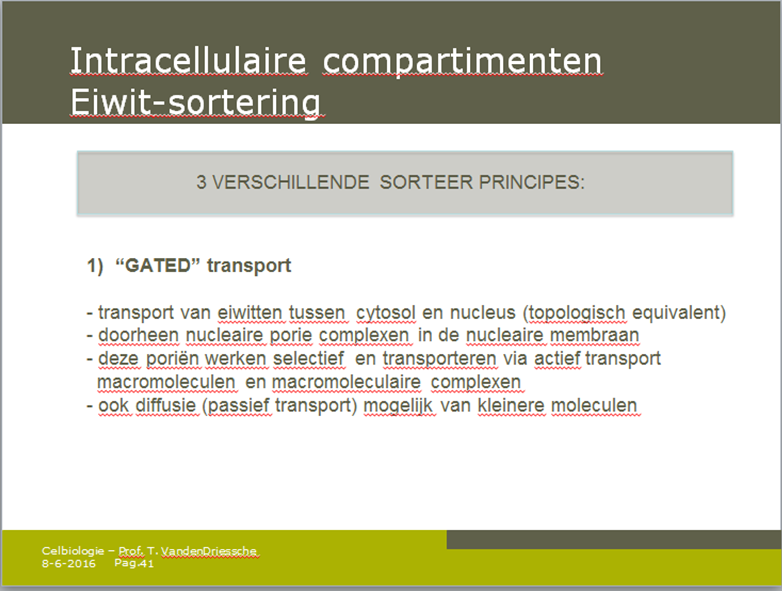 Intracellulaire compartimenten
Eiwit-sortering
3 VERSCHILLENDE SORTEER PRINCIPES:
1) “GATED” transport
- transport van eiwitten tussen cytosol en nucleus (topologisch equivalent)
- doorheen nucleaire porie complexen in de nucleaire membraan
- deze poriën werken selectief en transporteren via actief transport
macromoleculen en macromoleculaire complexen
- ook diffusie (passief transport) mogelijk van kleinere moleculen
Celbiologie – Prof. T. VandenDriessche
8-6-2016 Pag.41